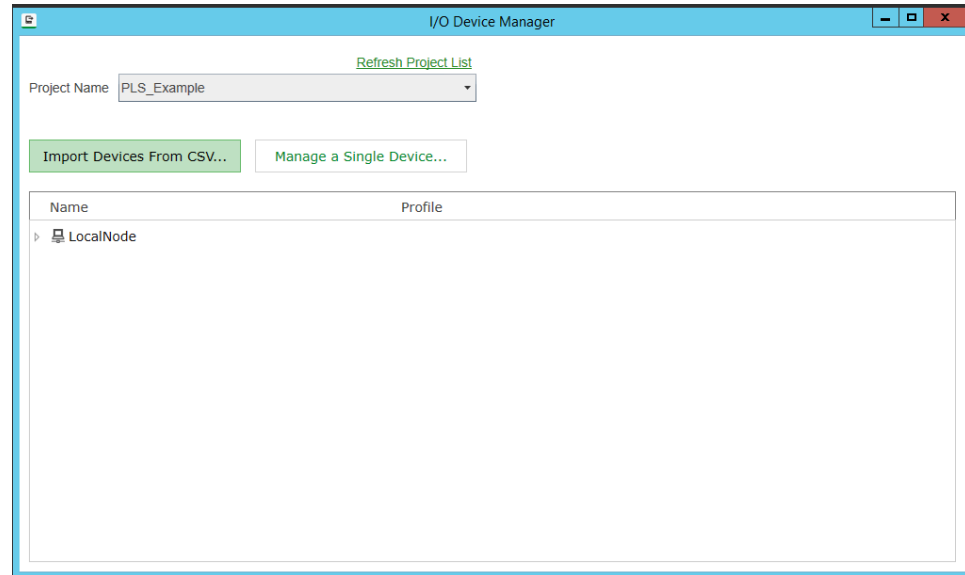 I/O Device Manager
Refresh Project List
Project Name PLS_Example
Import Devices From CSV... Manage a Single Device...
Name Profile
LocalNode